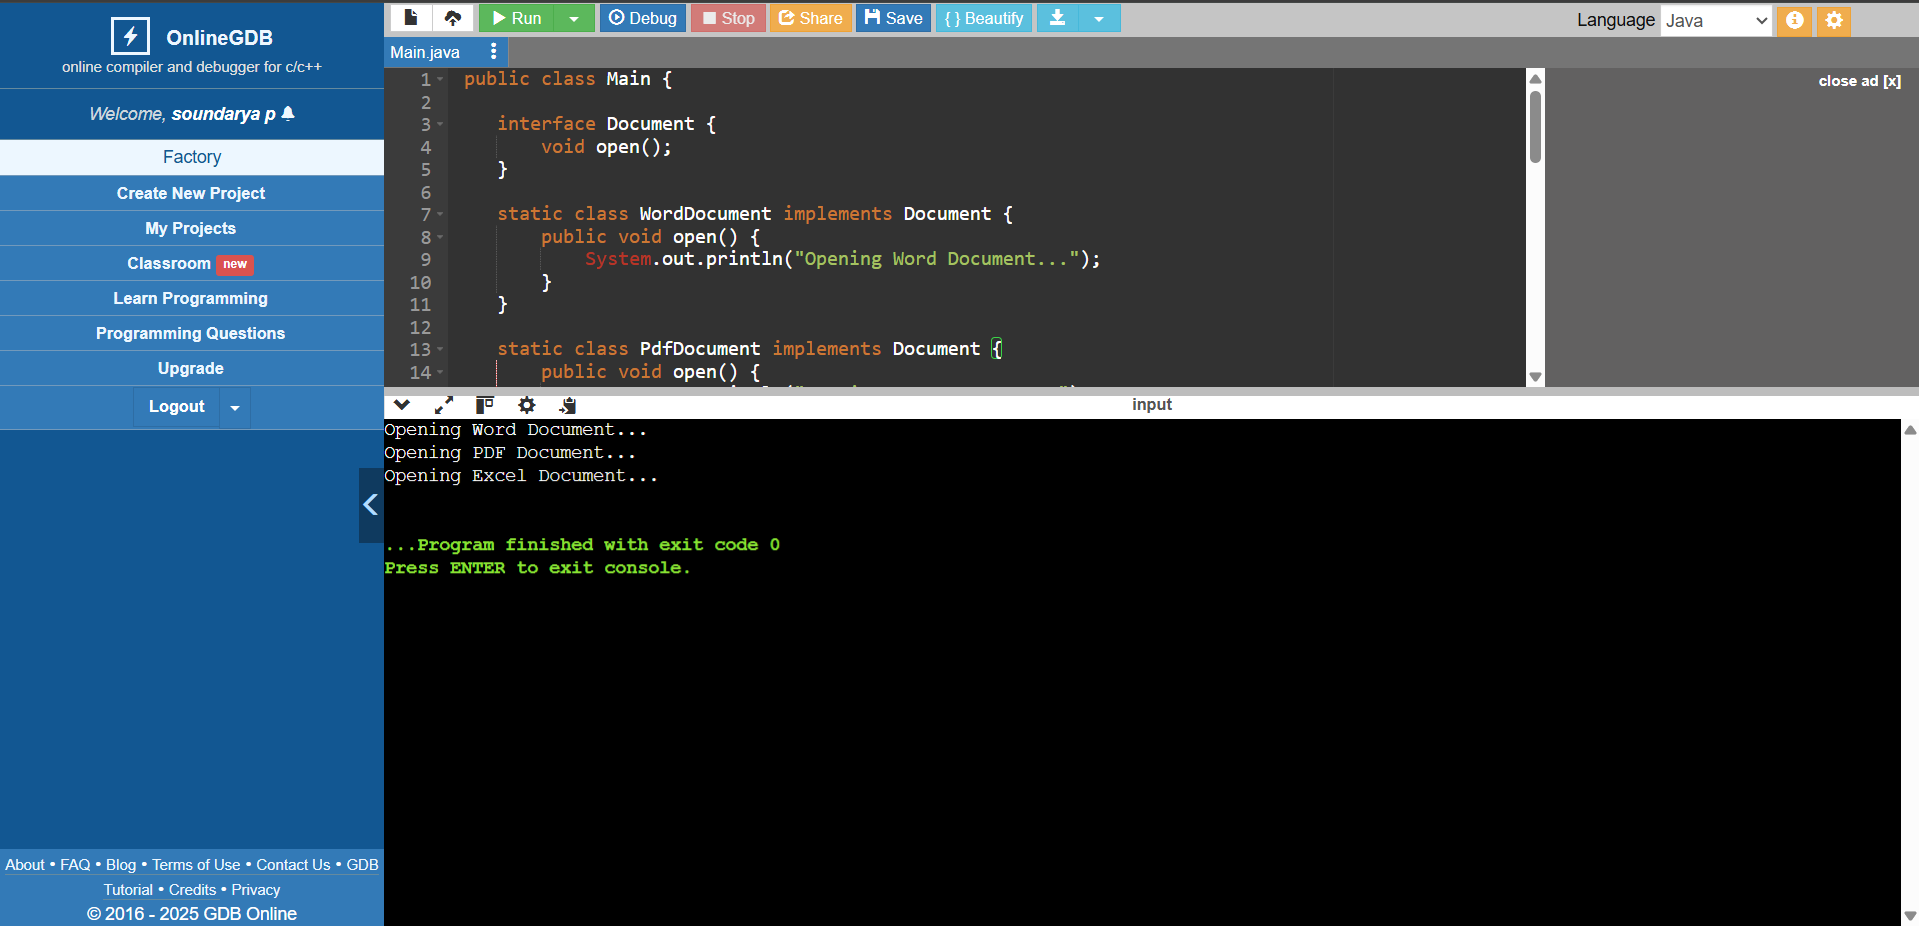 OnlineGDB
online compiler and debugger for c/c++
Welcome, soundarya p
Factory
Create New Project
My Projects
Classroom new
Learn Programming
Programming Questions
Upgrade
Logout
About • FAQ • Blog • Terms of Use • Contact Us • GDB
Tutorial • Credits • Privacy
© 2016 - 2025 GDB Online
Run Debug Stop Share Save { } Beautify
Language Java
Main.java
close ad [x]
1 public class Main {
2
3 interface Document {
4 void open();
5 }
6
7 static class WordDocument implements Document {
8 public void open() {
9 System.out.println("Opening Word Document...");
10 }
11 }
12
13 static class PdfDocument implements Document {
14 public void open() {
input
Opening Word Document...
Opening PDF Document...
Opening Excel Document...
...Program finished with exit code 0
Press ENTER to exit console.